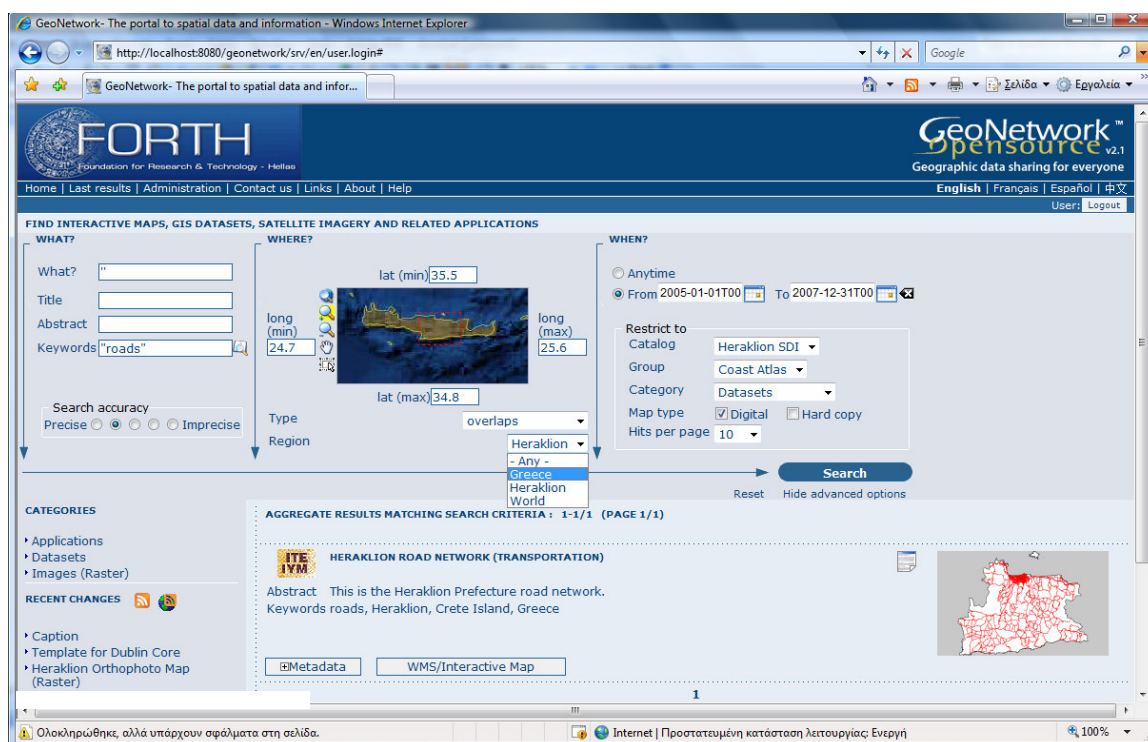 GeoNetwork- The portal to spatial data and information - Windows Internet Explorer
http://localhost:8080/geonetwork/srv/en/user.login#
Google
GeoNetwork- The portal to spatial data and infor...
Σελίδα
Εργαλεία
FORTH
Foundation for Research & Technology - Hellas
GeoNetwork™
opensource v2.1
Geographic data sharing for everyone
Home | Last results | Administration | Contact us | Links | About | Help
English | Français | Español | 中文
User: Logout
FIND INTERACTIVE MAPS, GIS DATASETS, SATELLITE IMAGERY AND RELATED APPLICATIONS
WHAT?
What? "
Title
Abstract
Keywords "roads"
Search accuracy
Precise Imprecise
WHERE?
lat (min) 35.5
long (min) 24.7
long (max) 25.6
lat (max) 34.8
Type overlaps
Region Heraklion
- Any -
Greece
Heraklion
World
WHEN?
Anytime
From 2005-01-01T00 To 2007-12-31T00
Restrict to
Catalog Heraklion SDI
Group Coast Atlas
Category Datasets
Map type Digital Hard copy
Hits per page 10
Search
Reset Hide advanced options
CATEGORIES
Applications
Datasets
Images (Raster)
RECENT CHANGES
Caption
Template for Dublin Core
Heraklion Orthophoto Map
(Raster)
AGGREGATE RESULTS MATCHING SEARCH CRITERIA : 1-1/1 (PAGE 1/1)
ITE
ΙΥΜ
HERAKLION ROAD NETWORK (TRANSPORTATION)
Abstract This is the Heraklion Prefecture road network.
Keywords roads, Heraklion, Crete Island, Greece
Metadata
WMS/Interactive Map
1
Ολοκληρώθηκε, αλλά υπάρχουν σφάλματα στη σελίδα.
Internet | Προστατευμένη κατάσταση λειτουργίας: Ενεργή
100%